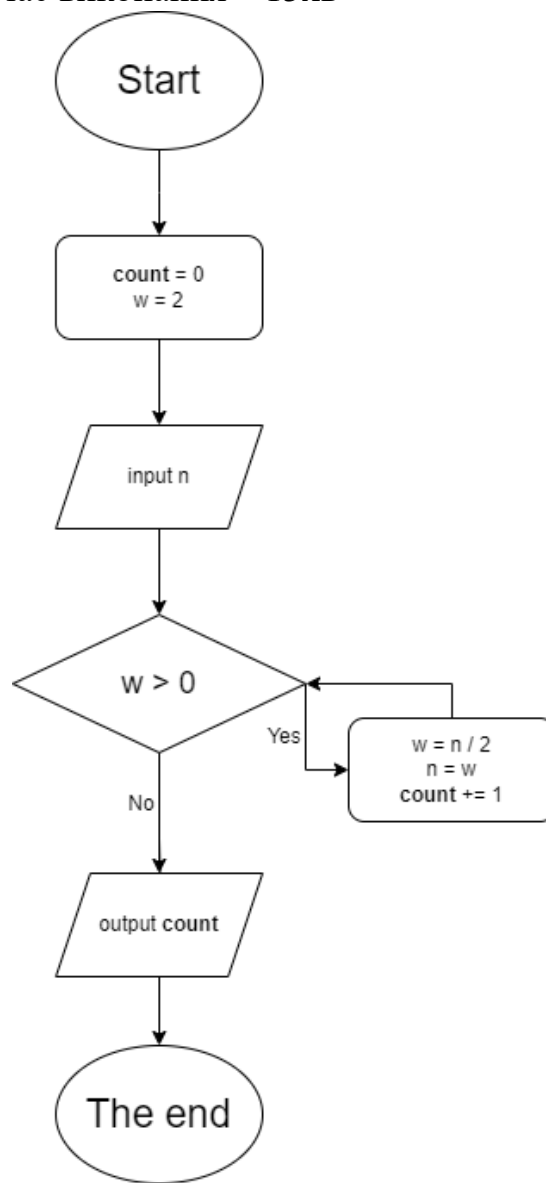 Start
count = 0
w = 2
input n
w > 0
Yes
w = n / 2
n = w
count += 1
No
output count
The end